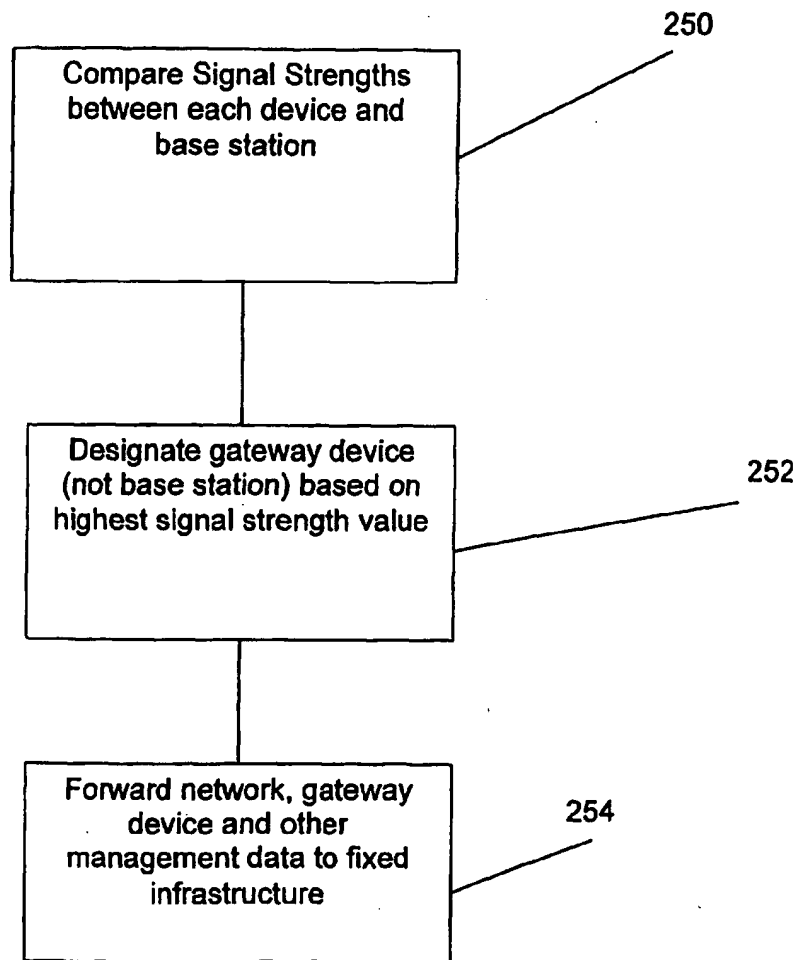 250
Compare Signal Strengths
between each device and
base station
252
Designate gateway device
(not base station) based on
highest signal strength value
254
Forward network, gateway
device and other
management data to fixed
infrastructure